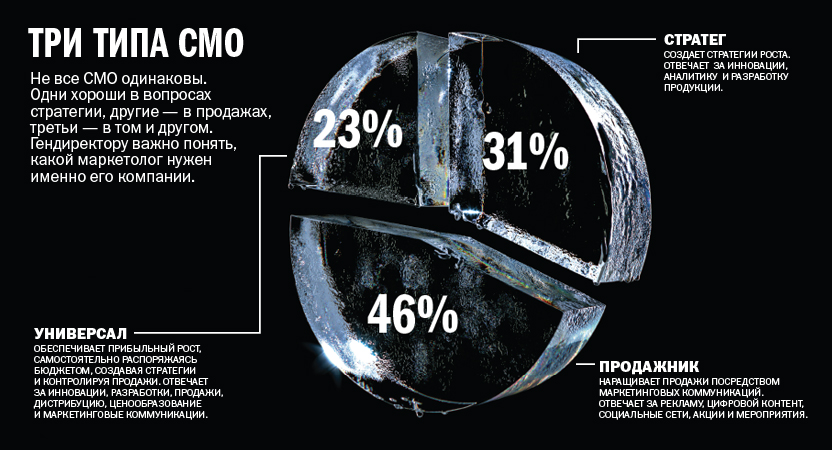 ТРИ ТИПА СМО
Не все СМО одинаковы.
Одни хороши в вопросах
стратегии, другие — в продажах,
третьи — в том и другом.
Гендиректору важно понять,
какой маркетолог нужен
именно его компании.
СТРАТЕГ
СОЗДАЕТ СТРАТЕГИИ РОСТА.
ОТВЕЧАЕТ ЗА ИННОВАЦИИ,
АНАЛИТИКУ И РАЗРАБОТКУ
ПРОДУКЦИИ.
23%
31%
46%
УНИВЕРСАЛ
ОБЕСПЕЧИВАЕТ ПРИБЫЛЬНЫЙ РОСТ,
САМОСТОЯТЕЛЬНО РАСПОРЯЖАЯСЬ
БЮДЖЕТОМ, СОЗДАВАЯ СТРАТЕГИИ
И КОНТРОЛИРУЯ ПРОДАЖИ. ОТВЕЧАЕТ
ЗА ИННОВАЦИИ, РАЗРАБОТКИ, ПРОДАЖИ,
ДИСТРИБУЦИЮ, ЦЕНООБРАЗОВАНИЕ
И МАРКЕТИНГОВЫЕ КОММУНИКАЦИИ.
ПРОДАЖНИК
НАРАЩИВАЕТ ПРОДАЖИ ПОСРЕДСТВОМ
МАРКЕТИНГОВЫХ КОММУНИКАЦИЙ.
ОТВЕЧАЕТ ЗА РЕКЛАМУ, ЦИФРОВОЙ КОНТЕНТ,
СОЦИАЛЬНЫЕ СЕТИ, АКЦИИ И МЕРОПРИЯТИЯ.